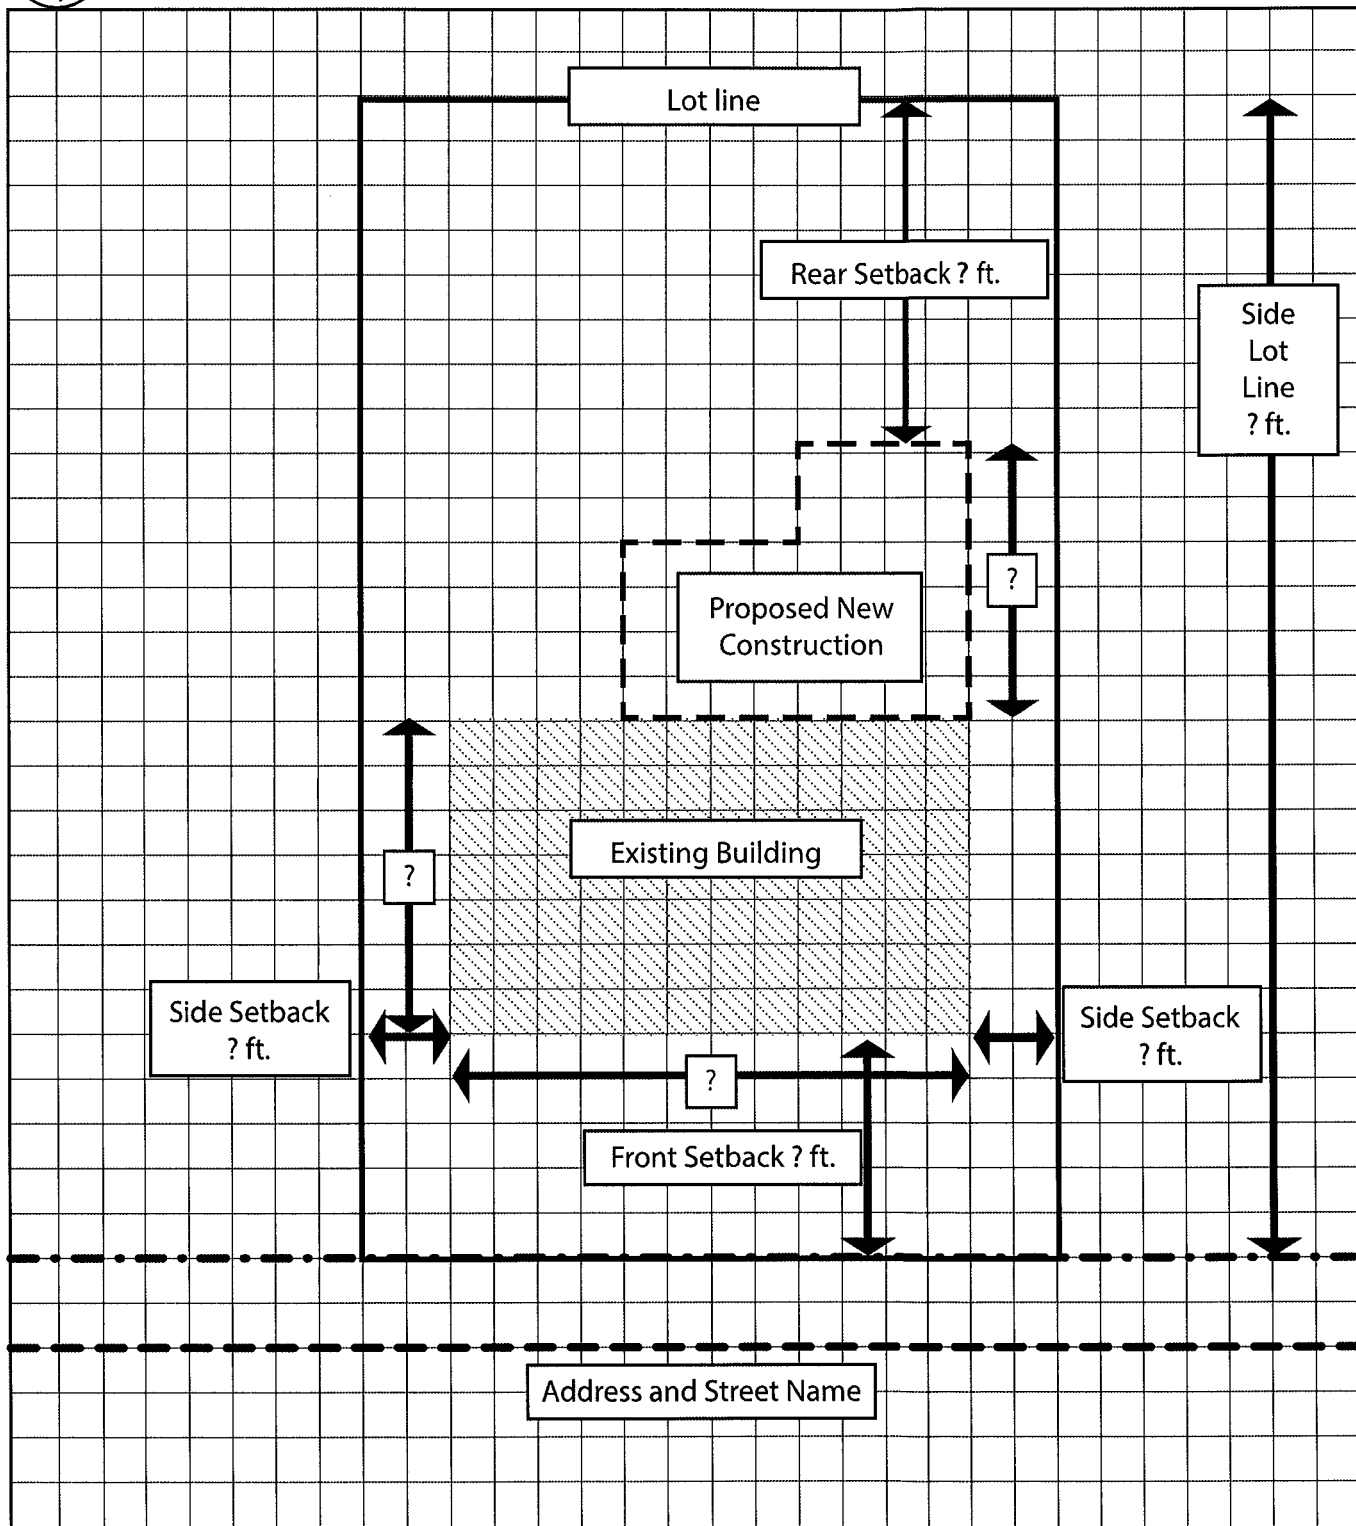 Lot line
Rear Setback ? ft.
Side
Lot
Line
? ft.
?
Proposed New
Construction
?
Existing Building
Side Setback
? ft.
Side Setback
? ft.
?
Front Setback ? ft.
Address and Street Name